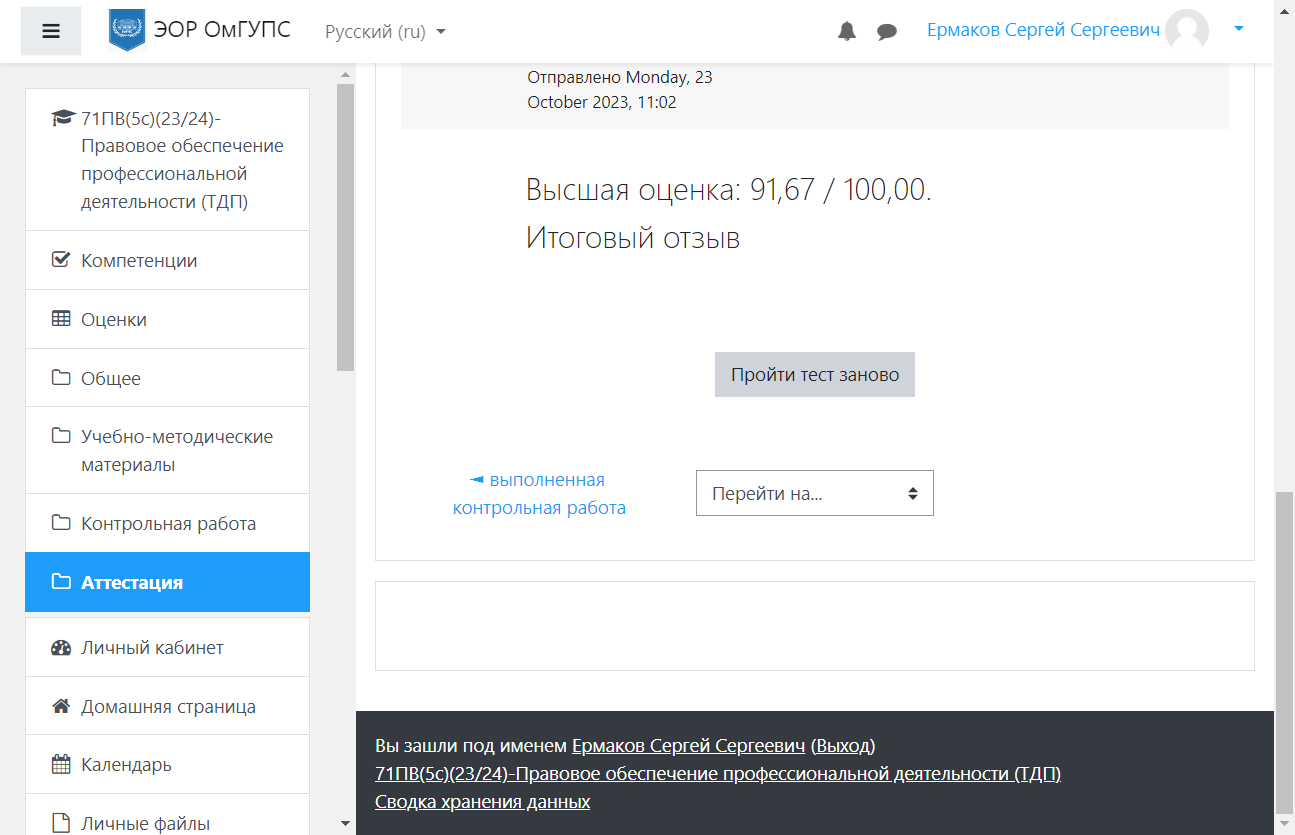 ЭОР ОмГУПС
Русский (ru)
Ермаков Сергей Сергеевич
71ПВ(5с)(23/24)-
Правовое обеспечение
профессиональной
деятельности (ТДП)
Компетенции
Оценки
Общее
Учебно-методические
материалы
Контрольная работа
Аттестация
Личный кабинет
Домашняя страница
Календарь
Личные файлы
Отправлено Monday, 23
October 2023, 11:02
Высшая оценка: 91,67 / 100,00.
Итоговый отзыв
Пройти тест заново
◄ выполненная
контрольная работа
Перейти на...
Вы зашли под именем Ермаков Сергей Сергеевич (Выход)
71ПВ(5с)(23/24)-Правовое обеспечение профессиональной деятельности (ТДП)
Сводка хранения данных